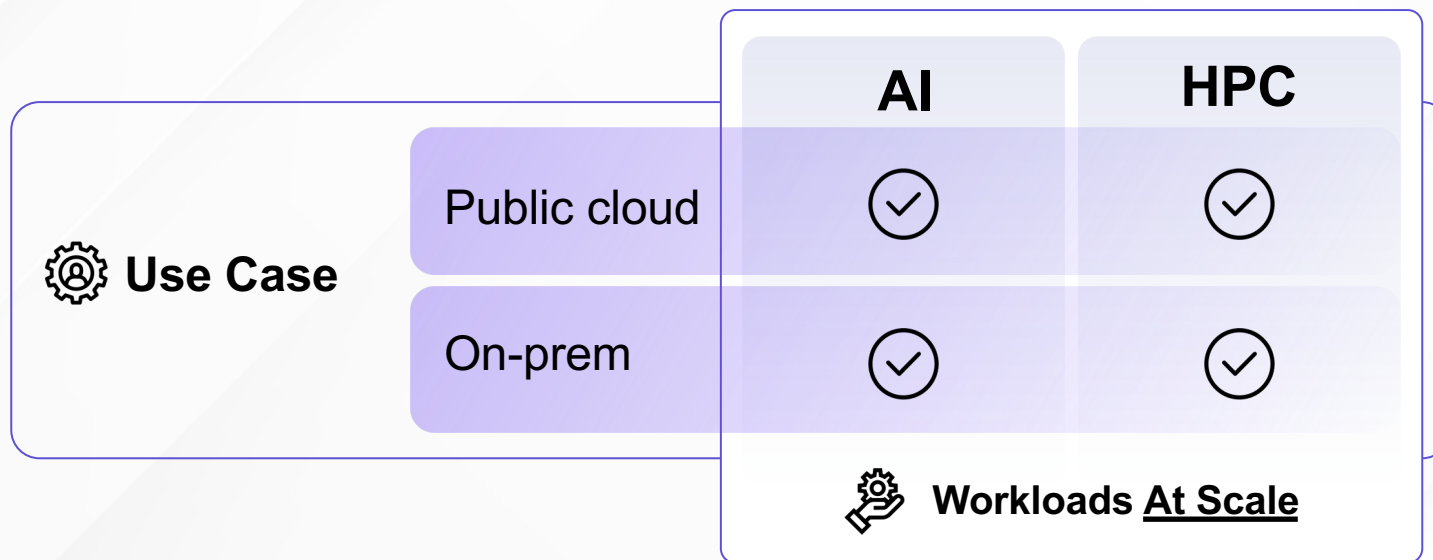 AI HPC
Public cloud
Use Case
On-prem
Workloads At Scale